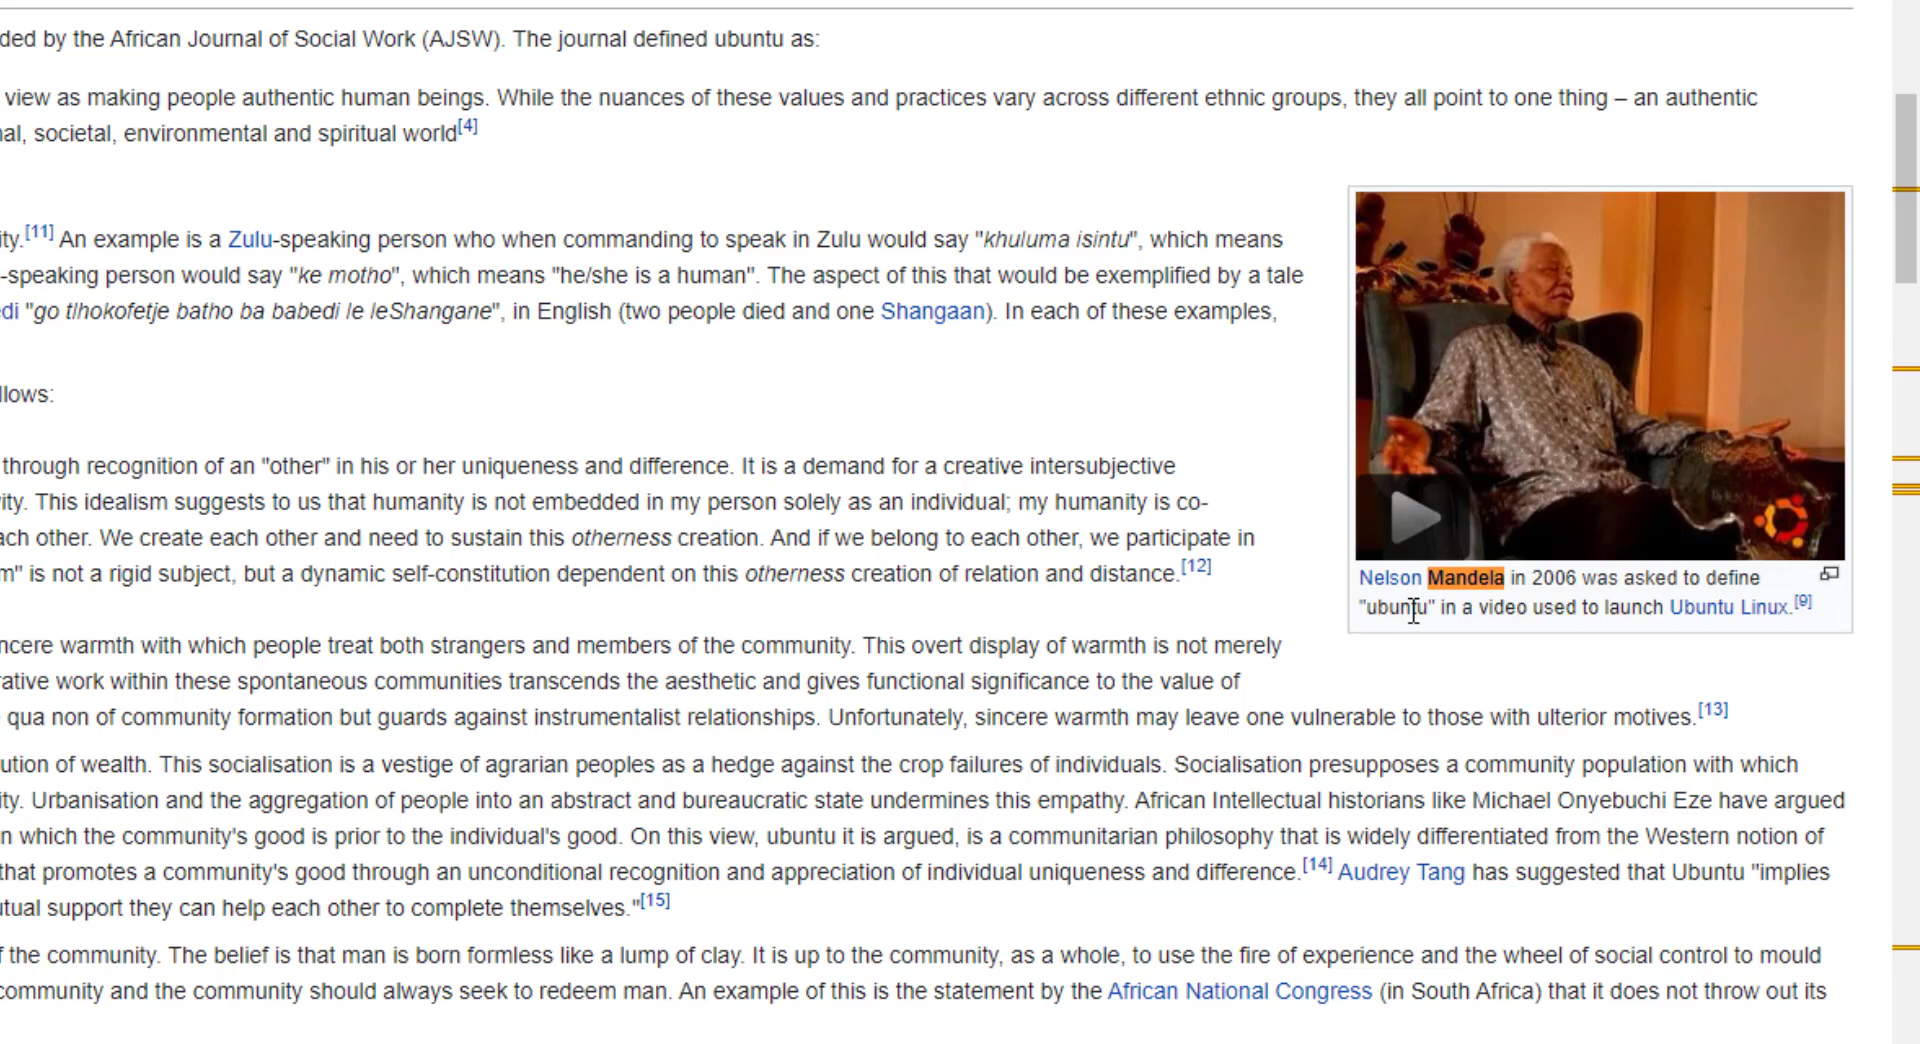 ded by the African Journal of Social Work (AJSW). The journal defined ubuntu as:
view as making people authentic human beings. While the nuances of these values and practices vary across different ethnic groups, they all point to one thing – an authentic
nal, societal, environmental and spiritual world[4]
ity.[11] An example is a Zulu-speaking person who when commanding to speak in Zulu would say "khuluma isintu", which means
-speaking person would say "ke motho", which means "he/she is a human". The aspect of this that would be exemplified by a tale
edi "go tlhokofetje batho ba babedi le leShangane", in English (two people died and one Shangaan). In each of these examples,
llows:
through recognition of an "other" in his or her uniqueness and difference. It is a demand for a creative intersubjective
ity. This idealism suggests to us that humanity is not embedded in my person solely as an individual; my humanity is co-
ach other. We create each other and need to sustain this otherness creation. And if we belong to each other, we participate in
m" is not a rigid subject, but a dynamic self-constitution dependent on this otherness creation of relation and distance.[12]
Nelson Mandela in 2006 was asked to define
"ubuntu" in a video used to launch Ubuntu Linux.[9]
ncere warmth with which people treat both strangers and members of the community. This overt display of warmth is not merely
rative work within these spontaneous communities transcends the aesthetic and gives functional significance to the value of
qua non of community formation but guards against instrumentalist relationships. Unfortunately, sincere warmth may leave one vulnerable to those with ulterior motives.[13]
ution of wealth. This socialisation is a vestige of agrarian peoples as a hedge against the crop failures of individuals. Socialisation presupposes a community population with which
ity. Urbanisation and the aggregation of people into an abstract and bureaucratic state undermines this empathy. African Intellectual historians like Michael Onyebuchi Eze have argued
n which the community's good is prior to the individual's good. On this view, ubuntu it is argued, is a communitarian philosophy that is widely differentiated from the Western notion of
that promotes a community's good through an unconditional recognition and appreciation of individual uniqueness and difference.[14] Audrey Tang has suggested that Ubuntu "implies
utual support they can help each other to complete themselves."[15]
f the community. The belief is that man is born formless like a lump of clay. It is up to the community, as a whole, to use the fire of experience and the wheel of social control to mould
community and the community should always seek to redeem man. An example of this is the statement by the African National Congress (in South Africa) that it does not throw out its